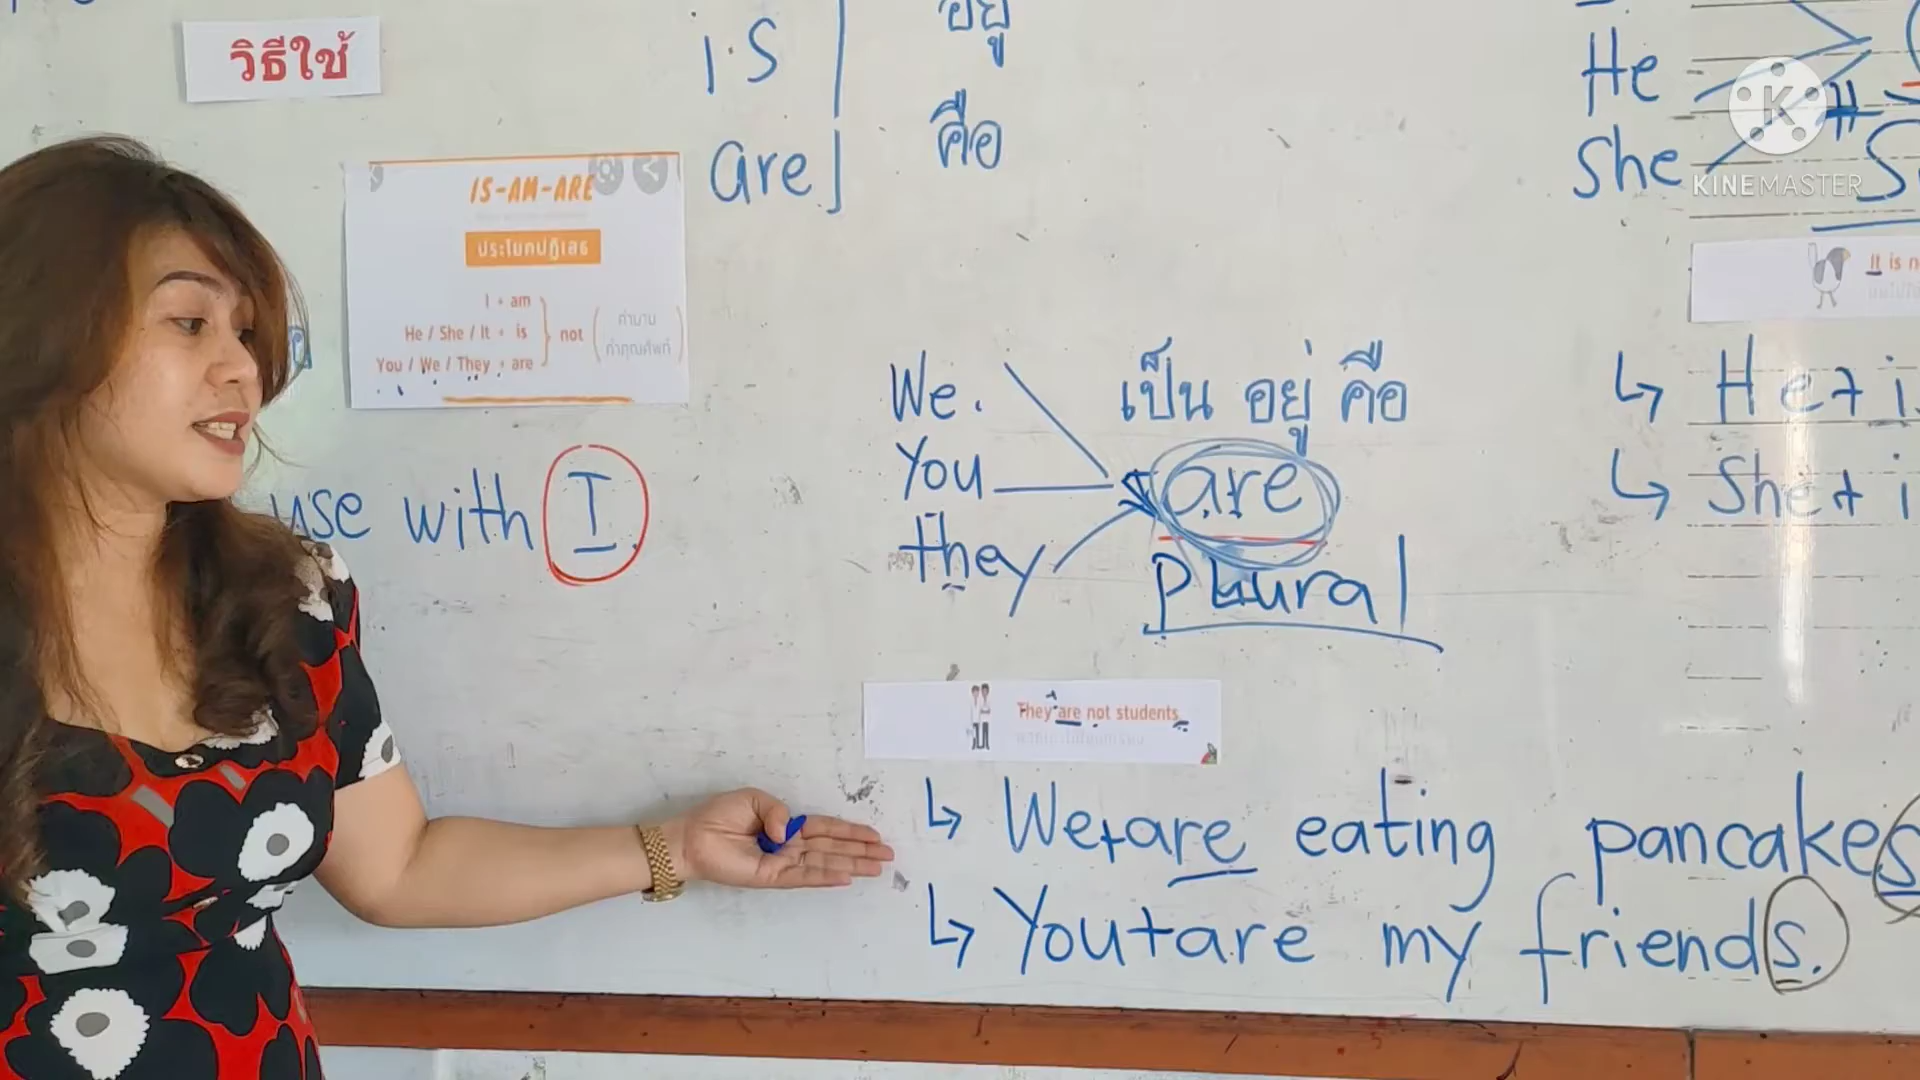 วิธีใช้
is
are
อยู่
คือ
He
She
KINEMASTER
IS-AM-ARE
ประโยคปฏิเสธ
I + am
He / She / It + is
You / We / They + are
not
คำนาม
คำคุณศัพท์
It is n
use with I.
We.
You
they
เป็น อยู่ คือ
are
plural
He + i
She + i
They are not students
We + are eating pancakes
You + are my friends.